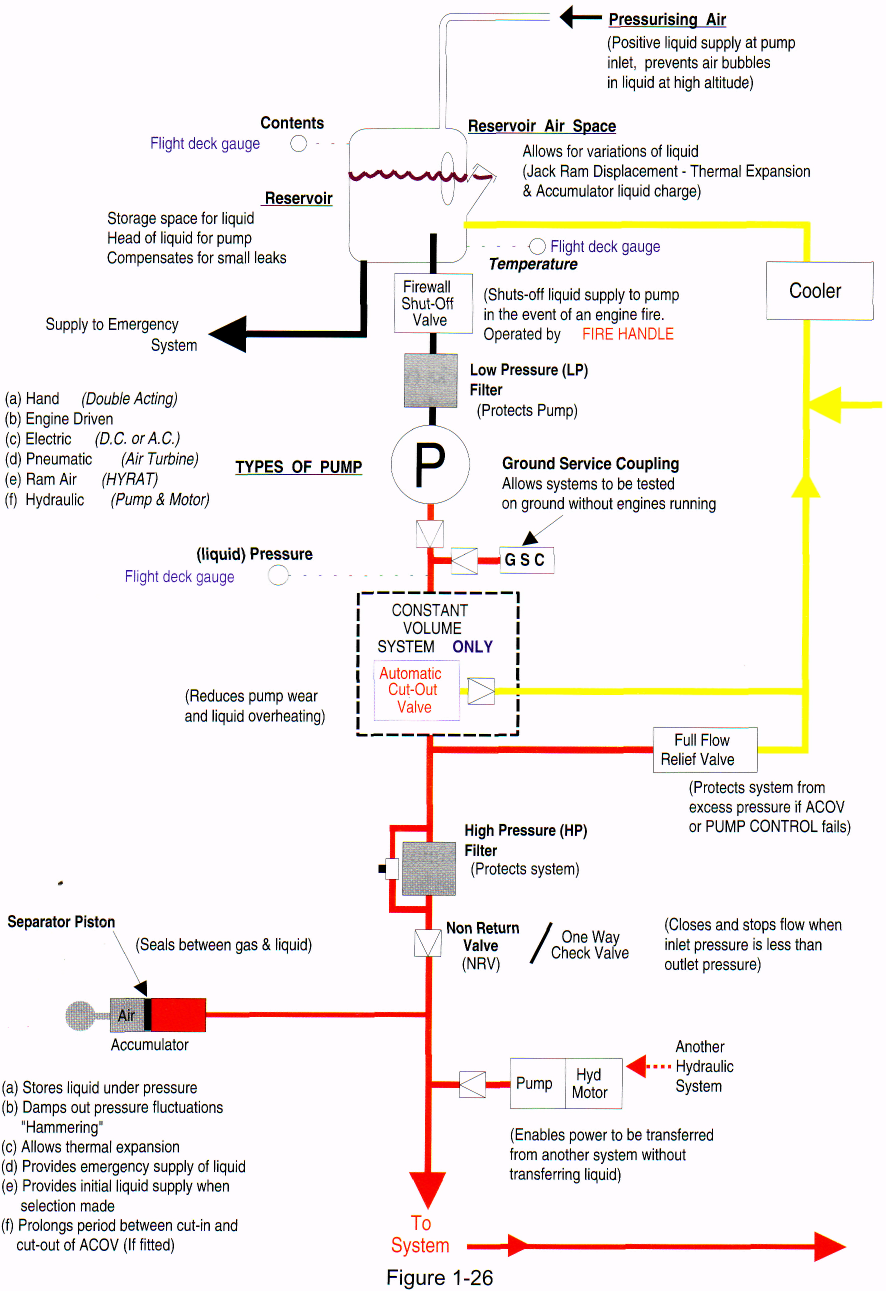 Pressurising Air
(Positive liquid supply at pump
inlet, prevents air bubbles
in liquid at high altitude)
Contents
Flight deck gauge
Reservoir Air Space
Allows for variations of liquid
(Jack Ram Displacement - Thermal Expansion
& Accumulator liquid charge)
Reservoir
Storage space for liquid
Head of liquid for pump
Compensates for small leaks
Flight deck gauge
Temperature
Firewall
Shut-Off
Valve
(Shuts-off liquid supply to pump
in the event of an engine fire.
Operated by FIRE HANDLE
Cooler
Supply to Emergency
System
Low Pressure (LP)
Filter
(Protects Pump)
(a) Hand (Double Acting)
(b) Engine Driven
(c) Electric (D.C. or A.C.)
(d) Pneumatic (Air Turbine)
(e) Ram Air (HYRAT)
(f) Hydraulic (Pump & Motor)
TYPES OF PUMP
P
Ground Service Coupling
Allows systems to be tested
on ground without engines running
G S C
(liquid) Pressure
Flight deck gauge
CONSTANT
VOLUME
SYSTEM ONLY
Automatic
Cut-Out
Valve
(Reduces pump wear
and liquid overheating)
Full Flow
Relief Valve
(Protects system from
excess pressure if ACOV
or PUMP CONTROL fails)
High Pressure (HP)
Filter
(Protects system)
Separator Piston
(Seals between gas & liquid)
Non Return
Valve
(NRV)
/ One Way
Check Valve
(Closes and stops flow when
inlet pressure is less than
outlet pressure)
Air
Accumulator
(a) Stores liquid under pressure
(b) Damps out pressure fluctuations
"Hammering"
(c) Allows thermal expansion
(d) Provides emergency supply of liquid
(e) Provides initial liquid supply when
selection made
(f) Prolongs period between cut-in and
cut-out of ACOV (If fitted)
Pump
Hyd
Motor
Another
Hydraulic
System
(Enables power to be transferred
from another system without
transferring liquid)
To
System
Figure 1-26